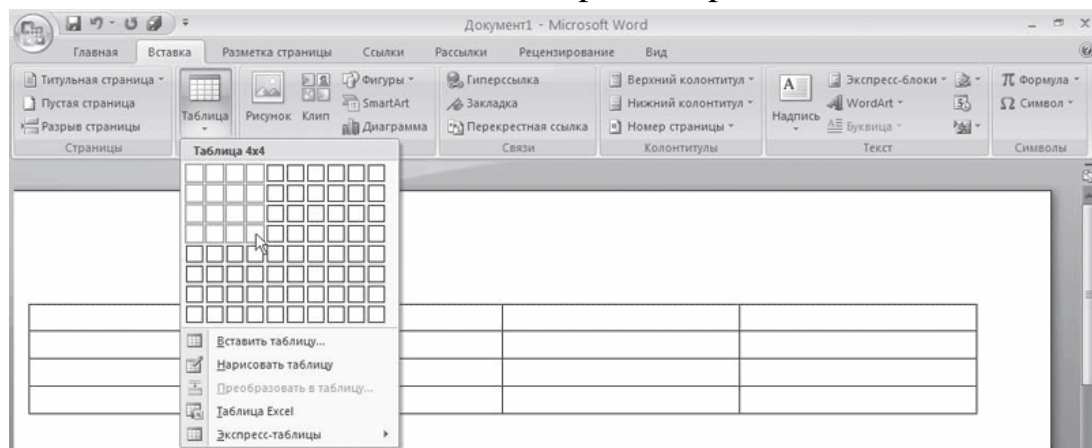 Документ1 - Microsoft Word
Главная Вставка Разметка страницы Ссылки Рассылки Рецензирование Вид
Титульная страница
Пустая страница
Разрыв страницы
Страницы
Таблица
Рисунок
Клип
Фигуры
SmartArt
Диаграмма
Гиперссылка
Закладка
Перекрестная ссылка
Связи
Верхний колонтитул
Нижний колонтитул
Номер страницы
Колонтитулы
A
Надпись
Экспресс-блоки
WordArt
Буквица
Текст
π Формула
Ω Символ
Символы
Таблица 4x4
Вставить таблицу...
Нарисовать таблицу
Преобразовать в таблицу...
Таблица Excel
Экспресс-таблицы